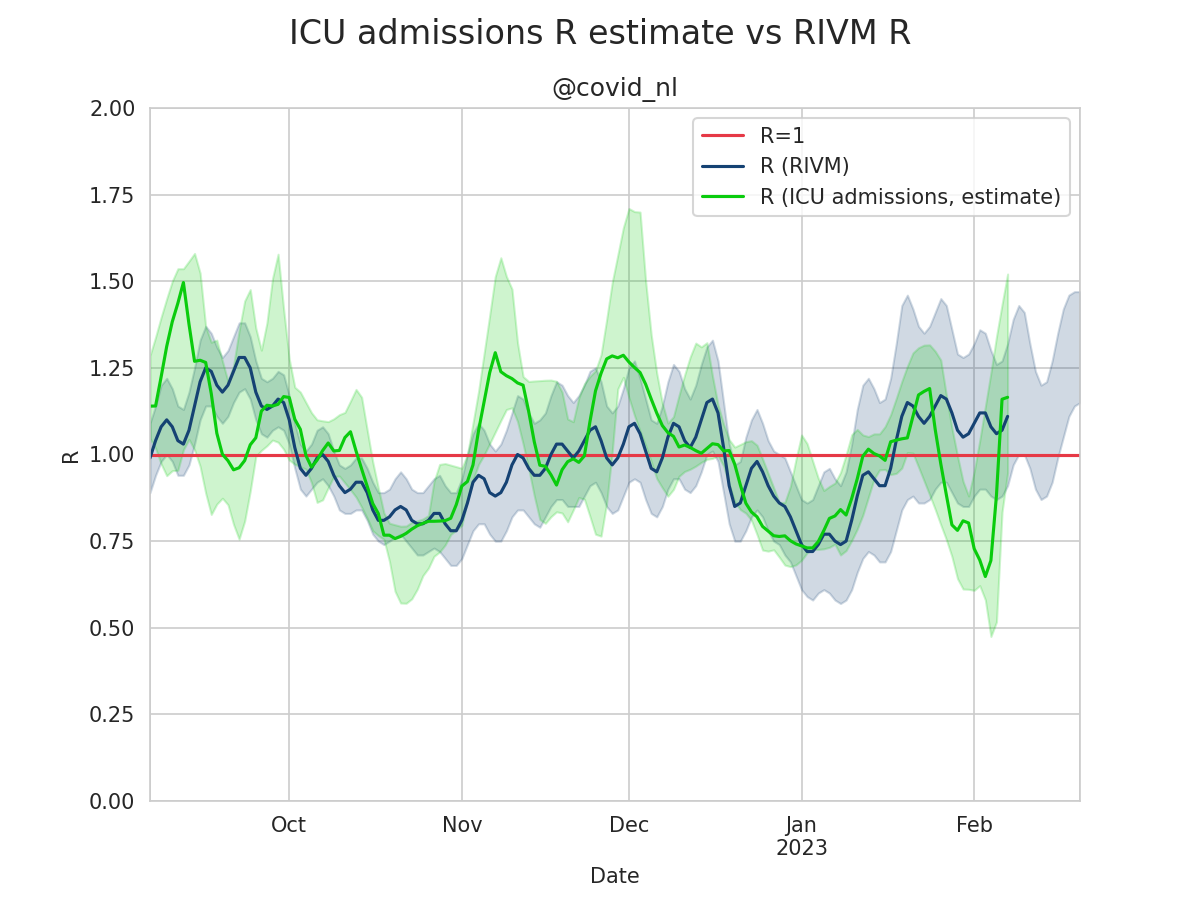 ICU admissions R estimate vs RIVM R
@covid_nl
2.00
1.75
1.50
1.25
1.00
0.75
0.50
0.25
0.00
R
R=1
R (RIVM)
R (ICU admissions, estimate)
Oct
Nov
Dec
Jan
2023
Feb
Date